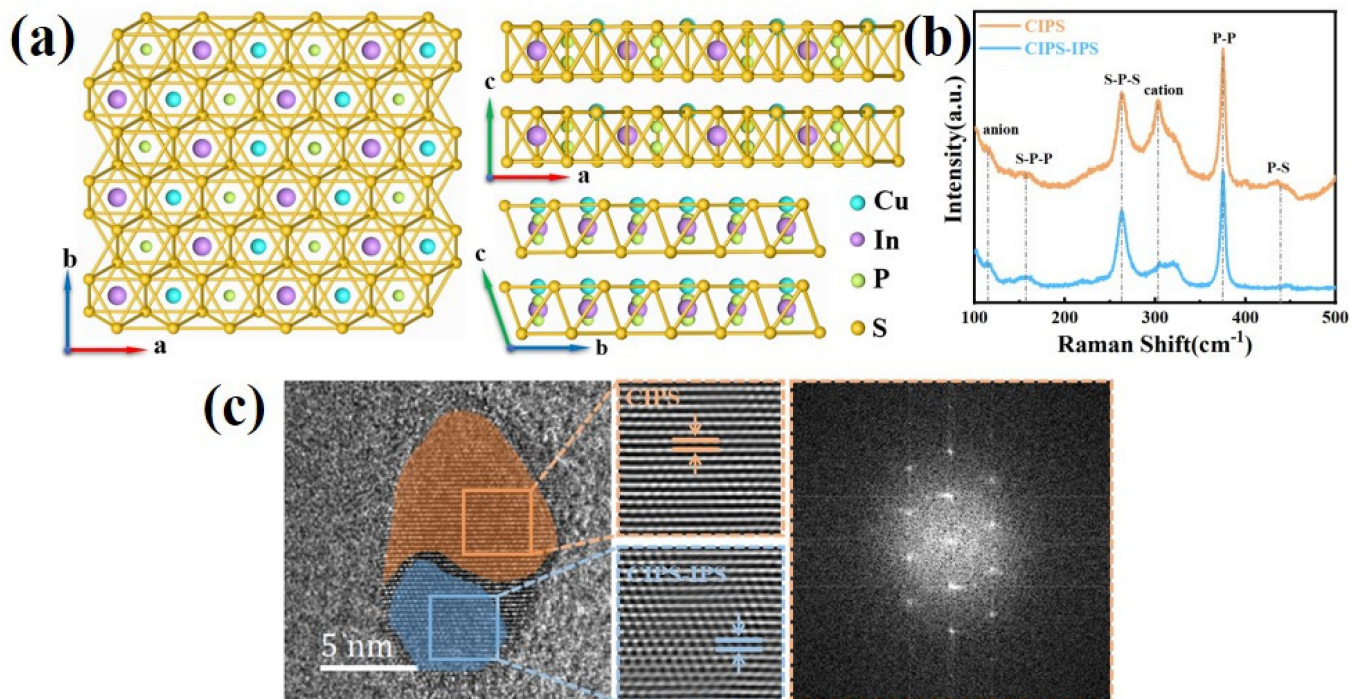 (a)
b
a
c
a
c
b
Cu
In
P
S
(b)
CIPS
CIPS-IPS
P-P
S-P-S
cation
anion
S-P-P
P-S
Intensity(a.u.)
100 200 300 400 500
Raman Shift(cm⁻¹)
(c)
5 nm
CIPS
CIPS-IPS